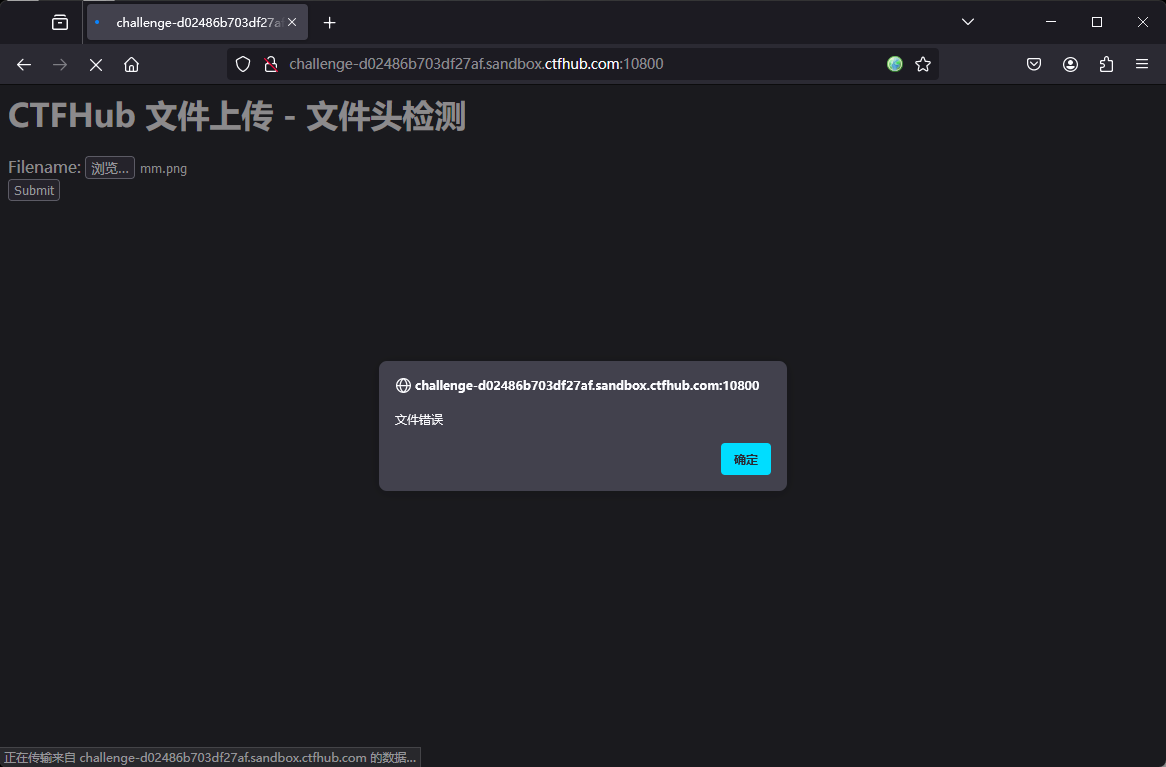 challenge-d02486b703df27a
challenge-d02486b703df27af.sandbox.ctfhub.com:10800
CTFHub 文件上传 - 文件头检测
Filename: 浏览... mm.png
Submit
challenge-d02486b703df27af.sandbox.ctfhub.com:10800
文件错误
确定
正在传输来自 challenge-d02486b703df27af.sandbox.ctfhub.com 的数据...